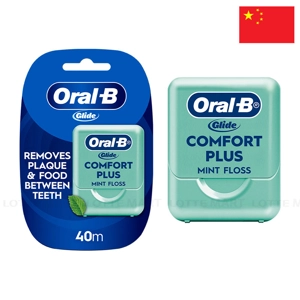 Oral-B
Glide
REMOVES
PLAQUE
& FOOD
BETWEEN
TEETH
Oral-B
Glide
COMFORT
PLUS
MINT FLOSS
40m
Oral-B®
Glide
COMFORT
PLUS
MINT FLOSS